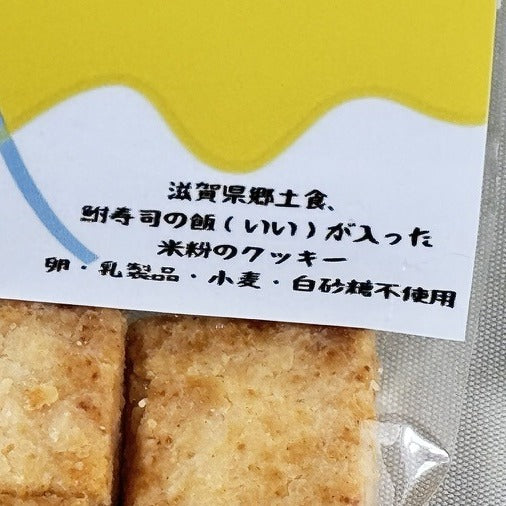 滋賀県郷土食、
鮒寿司の飯(いい)が入った
米粉のクッキー
卵・乳製品・小麦・白砂糖不使用